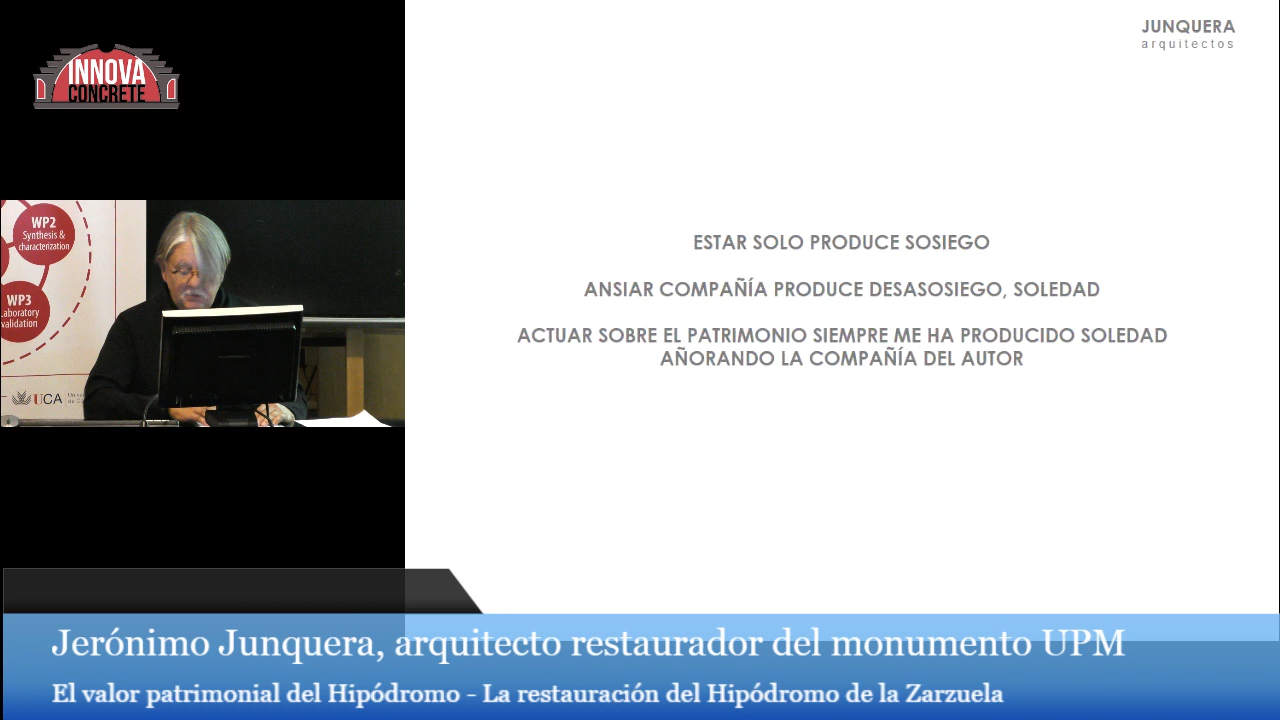 INNOVA
CONCRETE
JUNQUERA
arquitectos
WP2
Synthesis &
characterization
WP3
Laboratory
validation
UCA
ESTAR SOLO PRODUCE SOSIEGO
ANSIAR COMPAÑÍA PRODUCE DESASOSIEGO, SOLEDAD
ACTUAR SOBRE EL PATRIMONIO SIEMPRE ME HA PRODUCIDO SOLEDAD
AÑORANDO LA COMPAÑÍA DEL AUTOR
Jerónimo Junquera, arquitecto restaurador del monumento UPM
El valor patrimonial del Hipódromo - La restauración del Hipódromo de la Zarzuela